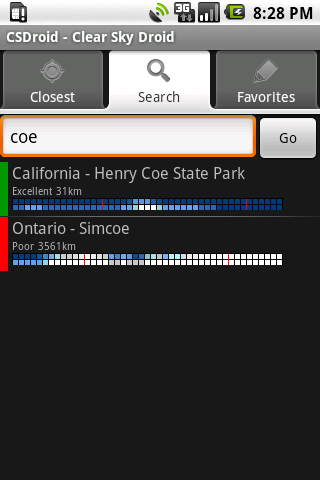 3G
8:28 PM
CSDroid - Clear Sky Droid
Closest
Search
Favorites
coe
Go
California - Henry Coe State Park
Excellent 31km
Ontario - Simcoe
Poor 3561km